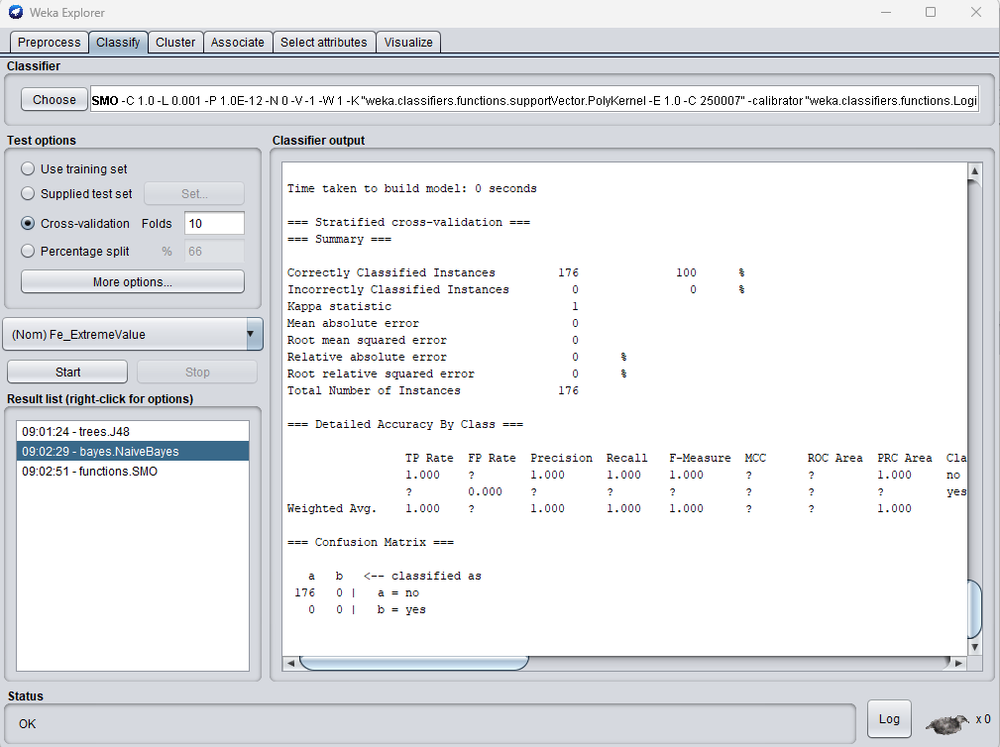 Weka Explorer
Preprocess Classify Cluster Associate Select attributes Visualize
Classifier
Choose SMO -C 1.0 -L 0.001 -P 1.0E-12 -N 0 -V -1 -W 1 -K "weka.classifiers.functions.supportVector.PolyKernel -E 1.0 -C 250007" -calibrator "weka.classifiers.functions.Logi
Test options
Use training set
Supplied test set Set...
Cross-validation Folds 10
Percentage split % 66
More options...
(Nom) Fe_ExtremeValue
Start Stop
Result list (right-click for options)
09:01:24 - trees.J48
09:02:29 - bayes.NaiveBayes
09:02:51 - functions.SMO
Classifier output
Time taken to build model: 0 seconds
=== Stratified cross-validation ===
=== Summary ===
Correctly Classified Instances 176 100 %
Incorrectly Classified Instances 0 0 %
Kappa statistic 1
Mean absolute error 0
Root mean squared error 0
Relative absolute error 0 %
Root relative squared error 0 %
Total Number of Instances 176
=== Detailed Accuracy By Class ===
TP Rate FP Rate Precision Recall F-Measure MCC ROC Area PRC Area Cla
1.000 ? 1.000 1.000 1.000 ? ? 1.000 no
? 0.000 ? ? ? ? ? ? yes
Weighted Avg. 1.000 ? 1.000 1.000 1.000 ? ? 1.000
=== Confusion Matrix ===
a b <-- classified as
176 0 | a = no
0 0 | b = yes
Status
OK
Log x 0